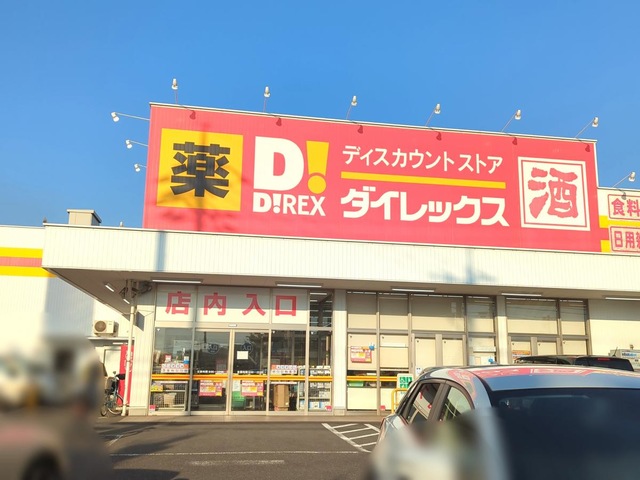 薬
D!
D!REX
ディスカウント ストア
ダイレックス
酒
食料
日用
店内入口